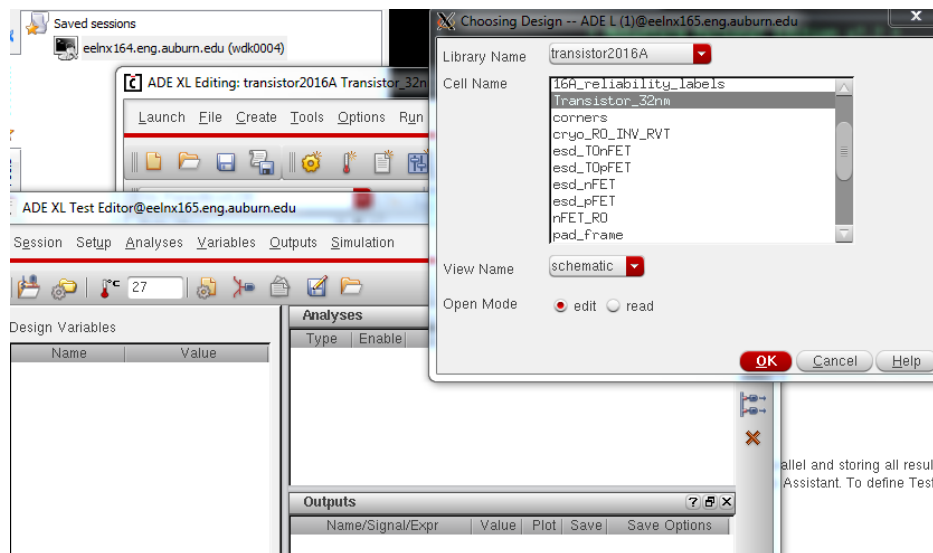 Saved sessions
eelnx164.eng.auburn.edu (wdk0004)
ADE XL Editing: transistor2016A Transistor_32n
Launch File Create Tools Options Run
ADE XL Test Editor@eelnx165.eng.auburn.edu
Session Setup Analyses Variables Outputs Simulation
°C 27
Design Variables
Name Value
Analyses
Type Enable
Outputs
Name/Signal/Expr Value Plot Save Save Options
Choosing Design -- ADE L (1)@eelnx165.eng.auburn.edu
Library Name transistor2016A
Cell Name
16A_reliability_labels
Transistor_32nm
corners
cryo_RO_INV_RVT
esd_TOnFET
esd_TOpFET
esd_nFET
esd_pFET
nFET_RO
pad_frame
View Name schematic
Open Mode edit read
OK Cancel Help
allel and storing all resul
Assistant. To define Test